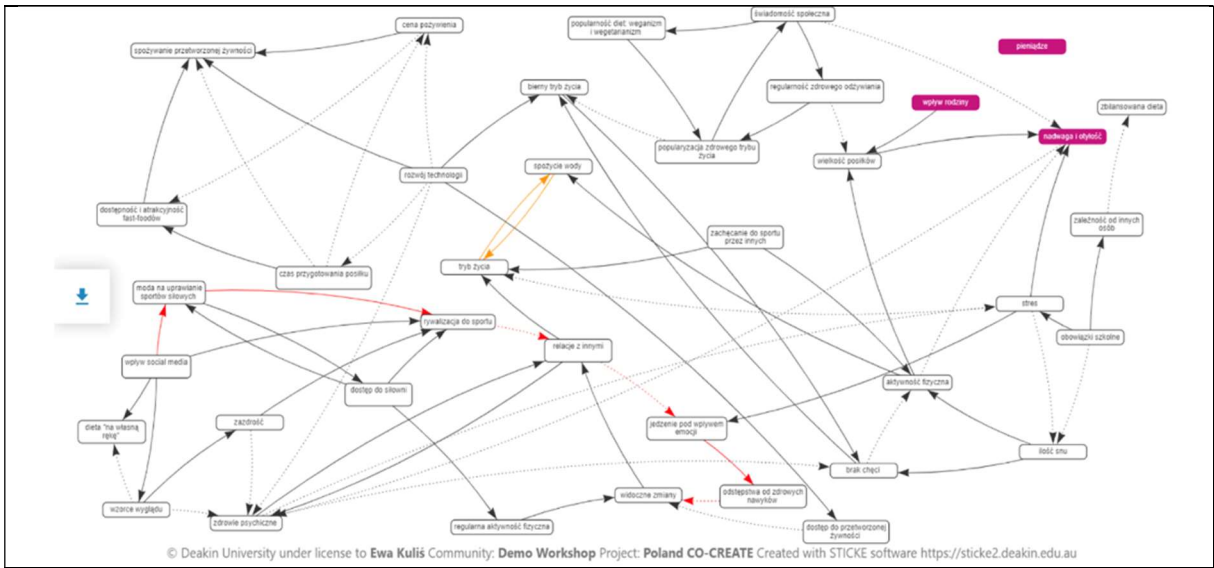 cena pożywienia
spożywanie przetworzonej żywności
popularność diet: weganizm
i wegetarianizm
świadomość społeczna
pieniądze
bierny tryb życia
regularność zdrowego odżywiania
wpływ rodziny
zbilansowana dieta
nadwaga i otyłość
popularyzacja zdrowego trybu
życia
wielkość posiłków
spożycie wody
rozwój technologii
dostępność i atrakcyjność
fast-foodów
zależność od innych
osób
zachęcanie do sportu
przez innych
czas przygotowania posiłku
tryb życia
moda na uprawianie
sportów siłowych
stres
rywalizacja do sportu
obowiązki szkolne
relacje z innymi
wpływ social media
aktywność fizyczna
dostęp do siłowni
zazdrość
dieta "na własną
rękę"
jedzenie pod wpływem
emocji
ilość snu
brak chęci
widoczne zmiany
odstępstwa od zdrowych
nawyków
wzorce wyglądu
zdrowie psychiczne
regularna aktywność fizyczna
dostęp do przetworzonej
żywności
© Deakin University under license to Ewa Kuliś Community: Demo Workshop Project: Poland CO-CREATE Created with STICKE software https://sticke2.deakin.edu.au